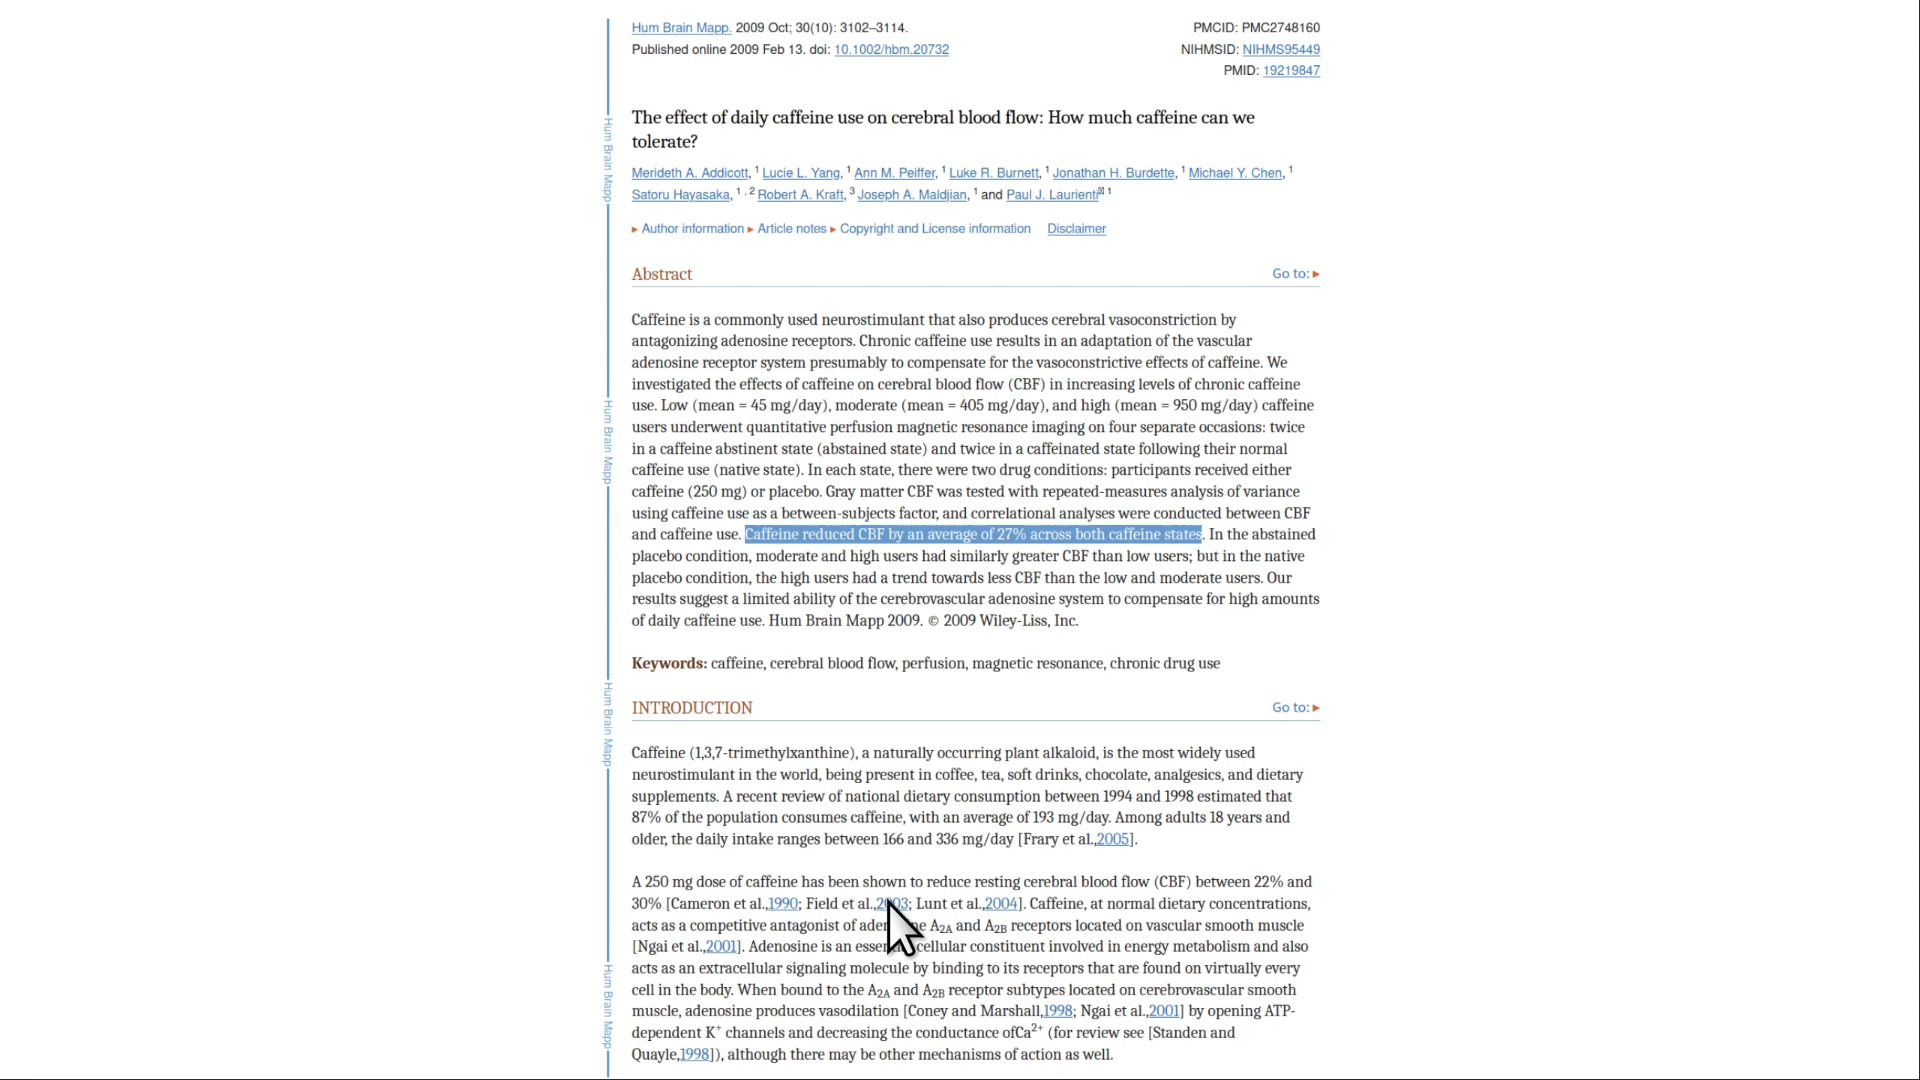 Hum Brain Mapp. 2009 Oct; 30(10): 3102–3114.
Published online 2009 Feb 13. doi: 10.1002/hbm.20732
PMCID: PMC2748160
NIHMSID: NIHMS95449
PMID: 19219847
The effect of daily caffeine use on cerebral blood flow: How much caffeine can we
tolerate?
Merideth A. Addicott, 1 Lucie L. Yang, 1 Ann M. Peiffer, 1 Luke R. Burnett, 1 Jonathan H. Burdette, 1 Michael Y. Chen, 1
Satoru Hayasaka, 1 , 2 Robert A. Kraft, 3 Joseph A. Maldjian, 1 and Paul J. Laurienti✉ 1
▸ Author information ▸ Article notes ▸ Copyright and License information Disclaimer
Abstract
Go to: ▸
Caffeine is a commonly used neurostimulant that also produces cerebral vasoconstriction by
antagonizing adenosine receptors. Chronic caffeine use results in an adaptation of the vascular
adenosine receptor system presumably to compensate for the vasoconstrictive effects of caffeine. We
investigated the effects of caffeine on cerebral blood flow (CBF) in increasing levels of chronic caffeine
use. Low (mean = 45 mg/day), moderate (mean = 405 mg/day), and high (mean = 950 mg/day) caffeine
users underwent quantitative perfusion magnetic resonance imaging on four separate occasions: twice
in a caffeine abstinent state (abstained state) and twice in a caffeinated state following their normal
caffeine use (native state). In each state, there were two drug conditions: participants received either
caffeine (250 mg) or placebo. Gray matter CBF was tested with repeated-measures analysis of variance
using caffeine use as a between-subjects factor, and correlational analyses were conducted between CBF
and caffeine use. Caffeine reduced CBF by an average of 27% across both caffeine states. In the abstained
placebo condition, moderate and high users had similarly greater CBF than low users; but in the native
placebo condition, the high users had a trend towards less CBF than the low and moderate users. Our
results suggest a limited ability of the cerebrovascular adenosine system to compensate for high amounts
of daily caffeine use. Hum Brain Mapp 2009. © 2009 Wiley-Liss, Inc.
Keywords: caffeine, cerebral blood flow, perfusion, magnetic resonance, chronic drug use
INTRODUCTION
Go to: ▸
Caffeine (1,3,7-trimethylxanthine), a naturally occurring plant alkaloid, is the most widely used
neurostimulant in the world, being present in coffee, tea, soft drinks, chocolate, analgesics, and dietary
supplements. A recent review of national dietary consumption between 1994 and 1998 estimated that
87% of the population consumes caffeine, with an average of 193 mg/day. Among adults 18 years and
older, the daily intake ranges between 166 and 336 mg/day [Frary et al.,2005].
A 250 mg dose of caffeine has been shown to reduce resting cerebral blood flow (CBF) between 22% and
30% [Cameron et al.,1990; Field et al.,2003; Lunt et al.,2004]. Caffeine, at normal dietary concentrations,
acts as a competitive antagonist of A2A and A2B receptors located on vascular smooth muscle
[Ngai et al.,2001]. Adenosine is an cellular constituent involved in energy metabolism and also
acts as an extracellular signaling molecule by binding to its receptors that are found on virtually every
cell in the body. When bound to the A2A and A2B receptor subtypes located on cerebrovascular smooth
muscle, adenosine produces vasodilation [Coney and Marshall,1998; Ngai et al.,2001] by opening ATP-
dependent K+ channels and decreasing the conductance ofCa2+ (for review see [Standen and
Quayle,1998]), although there may be other mechanisms of action as well.
Hum Brain Mapp
Hum Brain Mapp
Hum Brain Mapp
Hum Brain Mapp